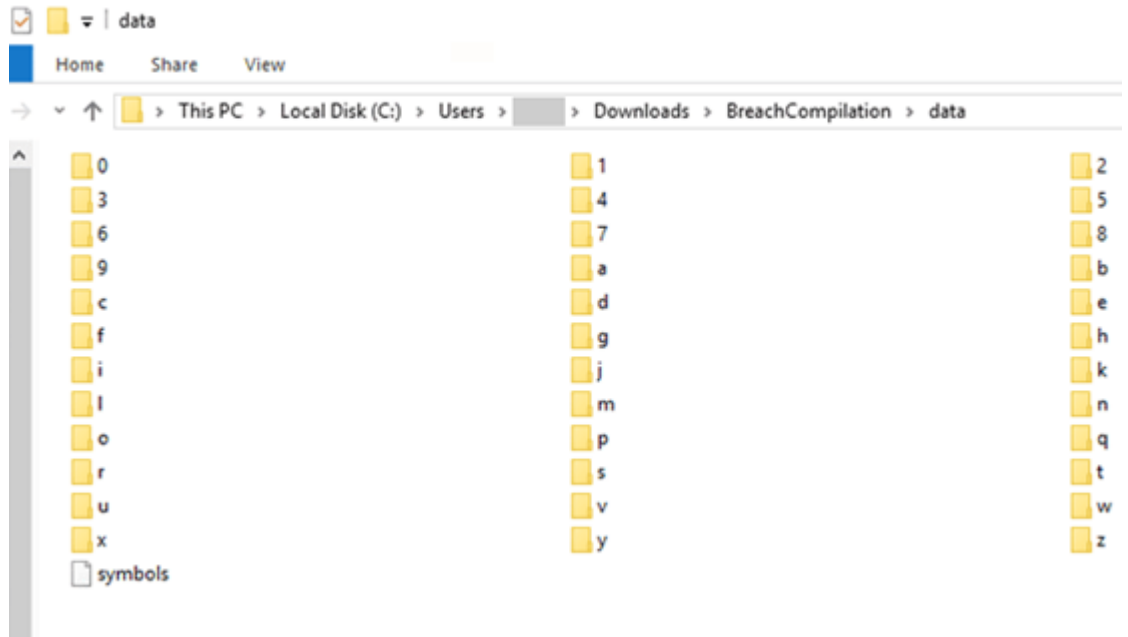 data
Home Share View
This PC > Local Disk (C:) > Users > > Downloads > BreachCompilation > data
0 1 2
3 4 5
6 7 8
9 a b
c d e
f g h
i j k
l m n
o p q
r s t
u v w
x y z
symbols